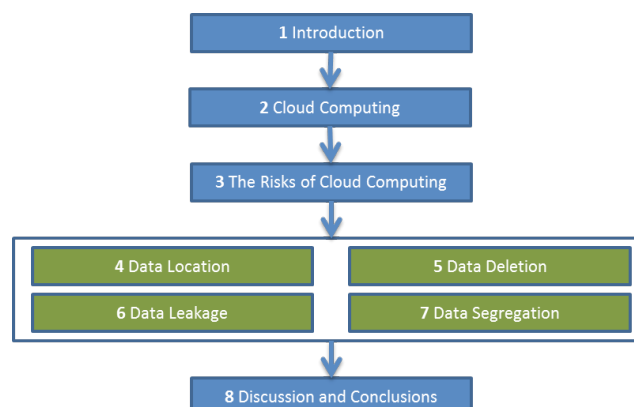 1 Introduction
2 Cloud Computing
3 The Risks of Cloud Computing
4 Data Location
5 Data Deletion
6 Data Leakage
7 Data Segregation
8 Discussion and Conclusions